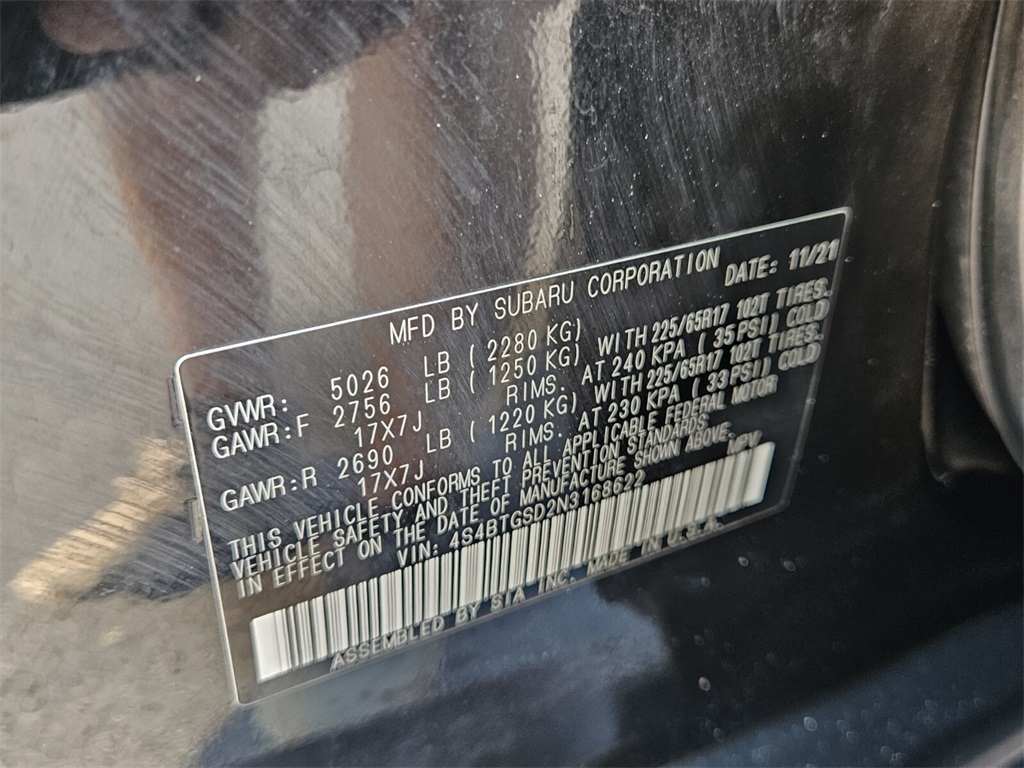 MFD BY SUBARU CORPORATION DATE: 11/21
GVWR: 5026 LB ( 2280 KG)
GAWR:F 2756 LB ( 1250 KG) WITH 225/65R17 102T TIRES.
17X7J RIMS. AT 240 KPA ( 35 PSI) COLD
GAWR:R 2690 LB ( 1220 KG) WITH 225/65R17 102T TIRES.
17X7J RIMS. AT 230 KPA ( 33 PSI) COLD
THIS VEHICLE CONFORMS TO ALL APPLICABLE FEDERAL MOTOR
VEHICLE SAFETY AND THEFT PREVENTION STANDARDS
IN EFFECT ON THE DATE OF MANUFACTURE SHOWN ABOVE.
VIN: 4S4BTGSD2N3168622 MPV
ASSEMBLED BY SIA INC. MADE IN U.S.A.